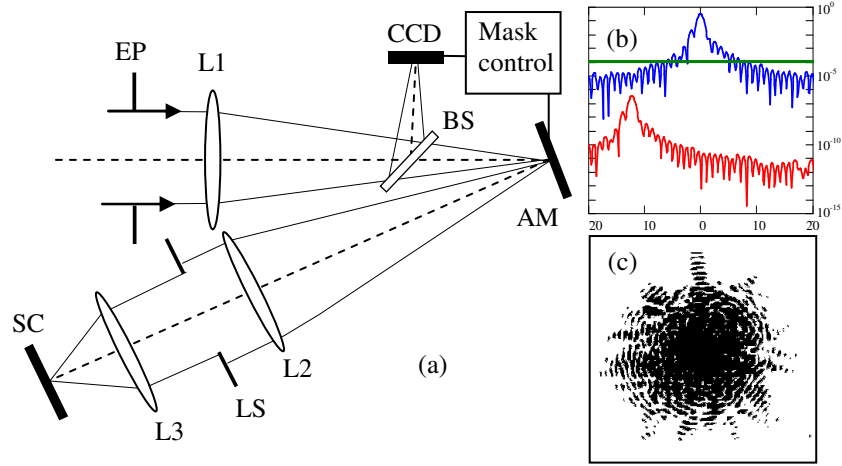 EP
L1
CCD
Mask
control
BS
AM
SC
L3
LS
L2
(a)
(b)
10^0
10^-5
10^-10
10^-15
20
10
0
10
20
(c)